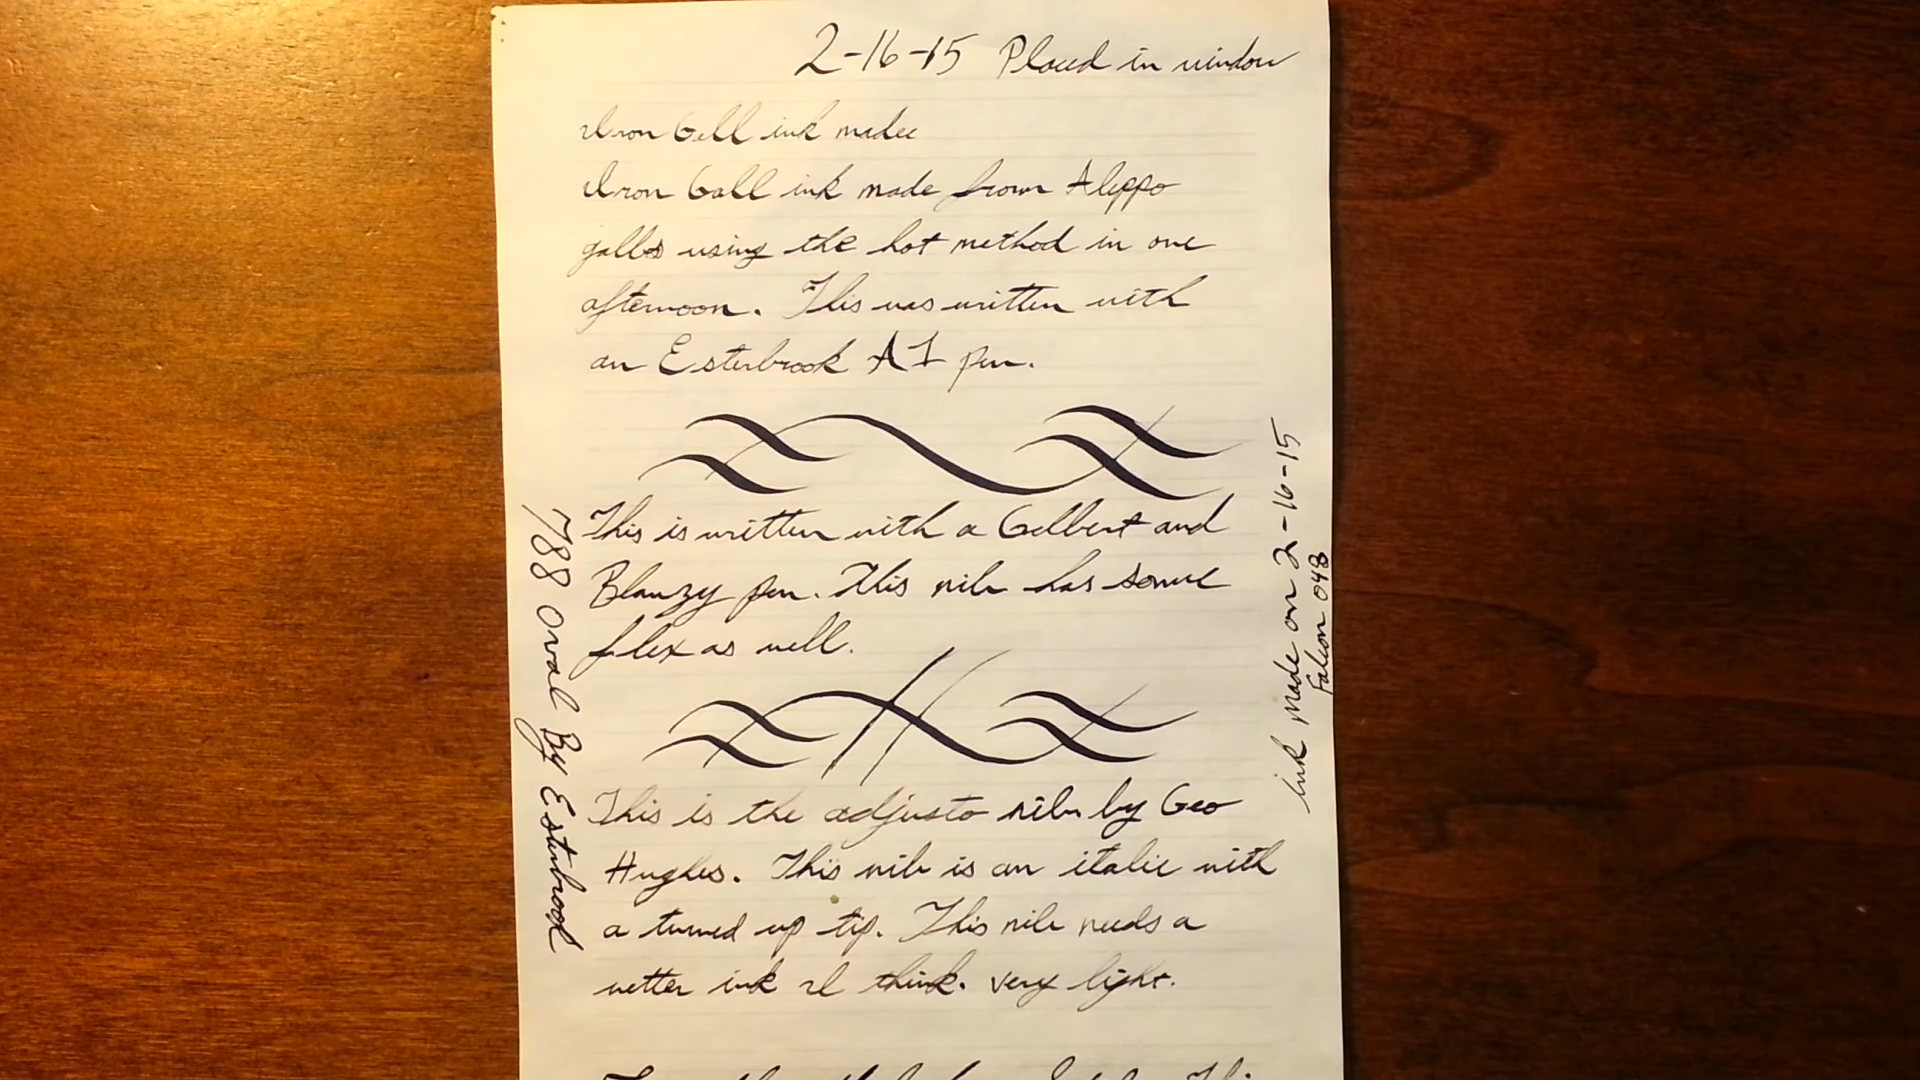 2-16-15 Placed in window
Iron Gall ink made
Iron Gall ink made from Aleppo
galls using the hot method in one
afternoon. This was written with
an Esterbrook A1 pen.
This is written with a Gilbert and
Blanzy pen. This nib has some
flex as well.
This is the adjusto nib by Geo
Hughes. This nib is an italic with
a turned up tip. This nib needs a
wetter ink I think. very light.
788 Oval By Esterbrook
ink made on 2-16-15
Falcon 048